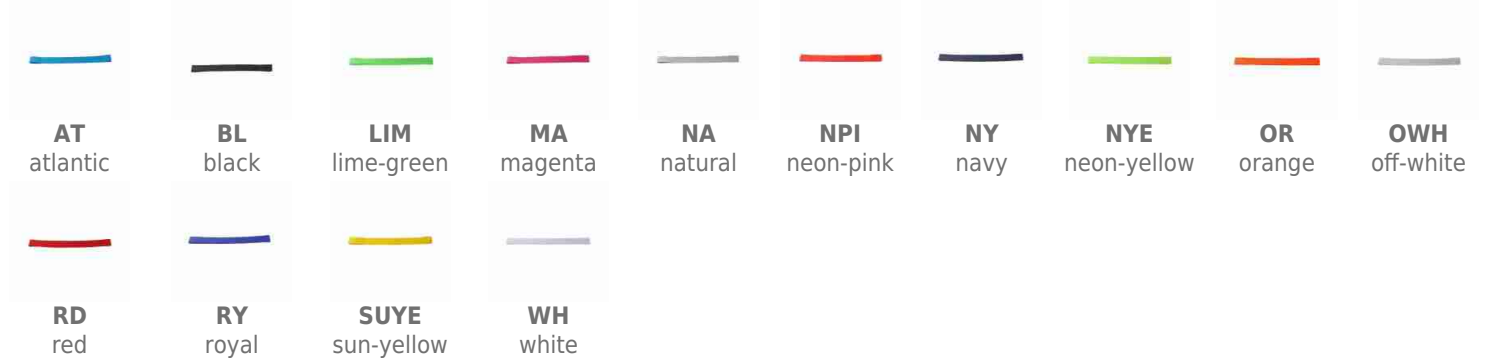 AT BL LIM MA NA NPI NY NYE OR OWH
atlantic black lime-green magenta natural neon-pink navy neon-yellow orange off-white
RD RY SUYE WH
red royal sun-yellow white